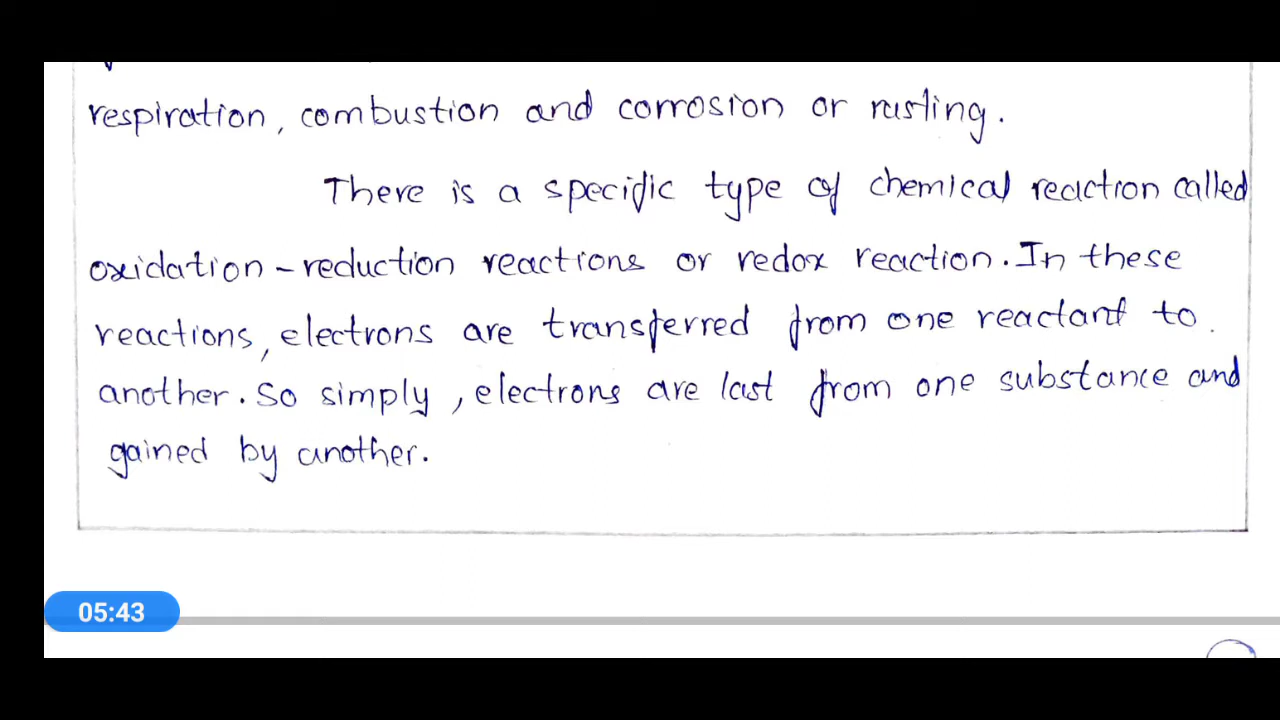 respiration, combustion and corrosion or rusting.
There is a specific type of chemical reaction called
oxidation - reduction reactions or redox reaction. In these
reactions, electrons are transferred from one reactant to
another. So simply, electrons are last from one substance and
gained by another.
05:43